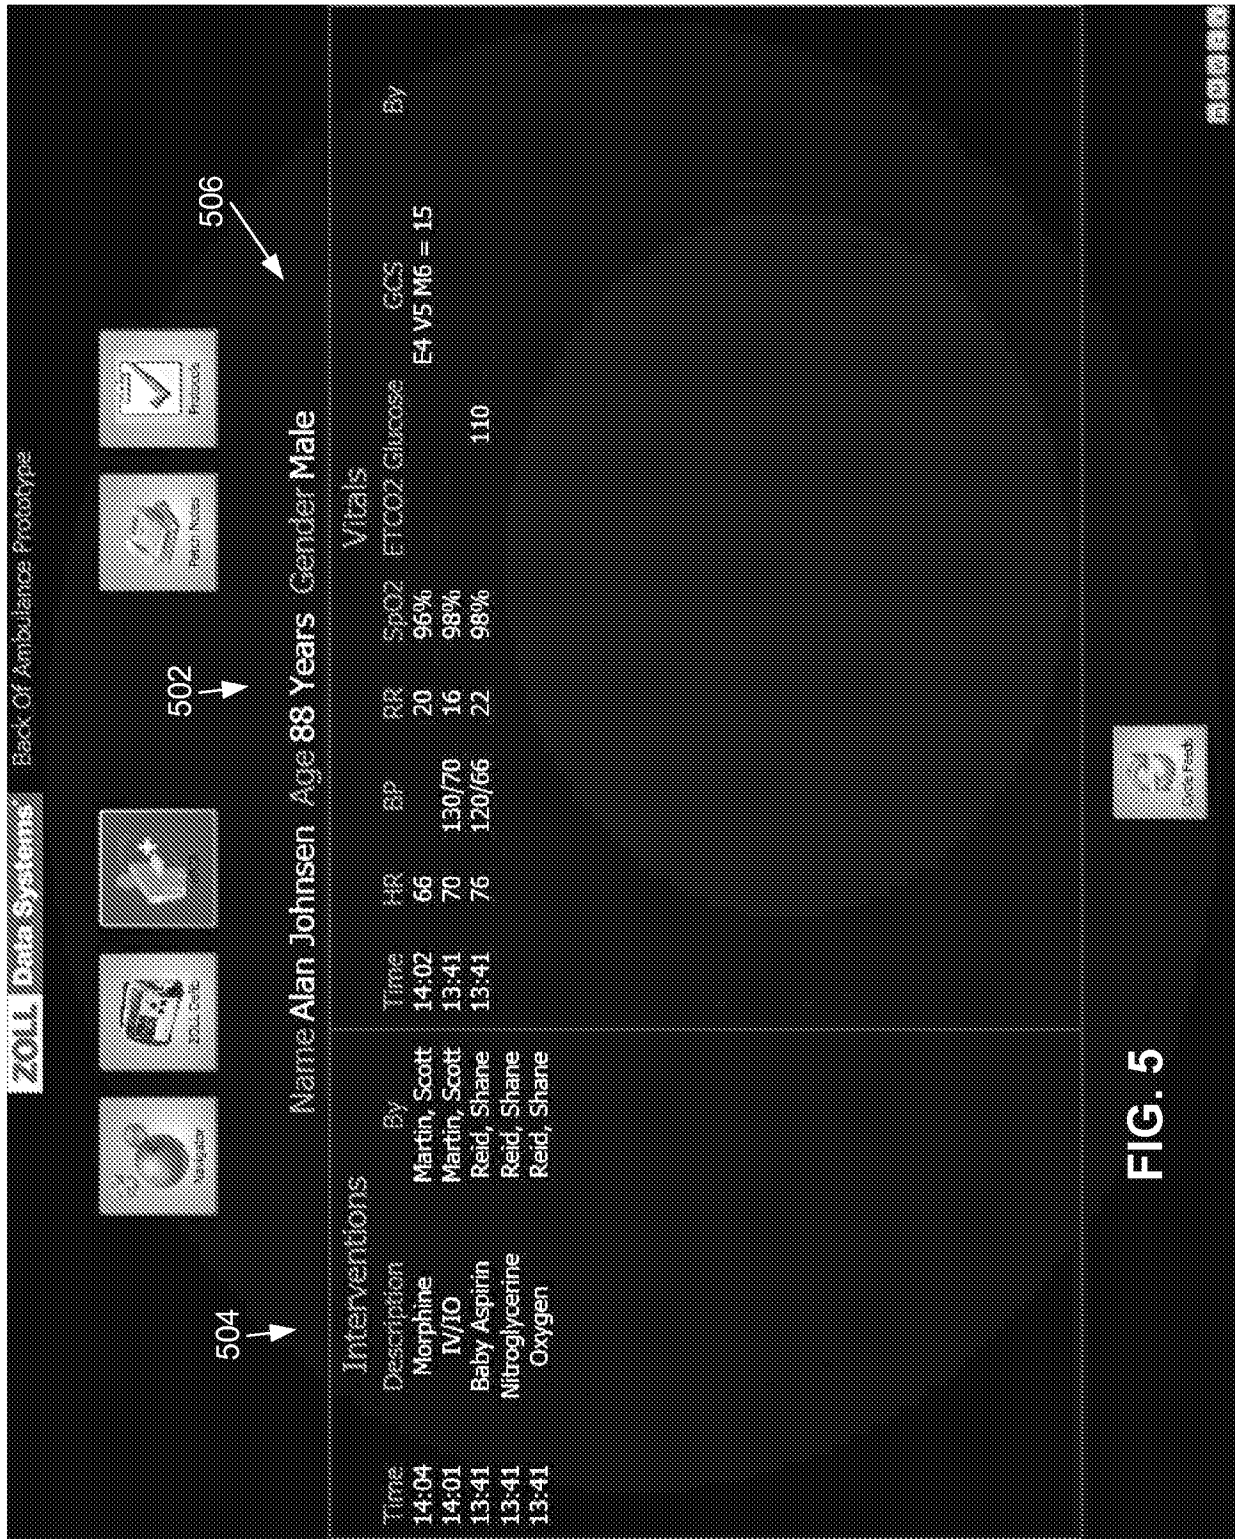 ZOLL Data Systems Back Of Ambulance Prototype
Navigator
Patch Notes
Protocols
502
504
506
Name Alan Johnsen Age 88 Years Gender Male
Interventions
Time Description By
14:04 Morphine Martin, Scott
14:01 IV/IO Martin, Scott
13:41 Baby Aspirin Reid, Shane
13:41 Nitroglycerine Reid, Shane
13:41 Oxygen Reid, Shane
Vitals
Time HR BP RR SpO2 ETCO2 Glucose GCS By
14:02 66 20 96% E4 V5 M6 = 15
13:41 70 130/70 16 98%
13:41 76 120/66 22 98% 110
FIG. 5